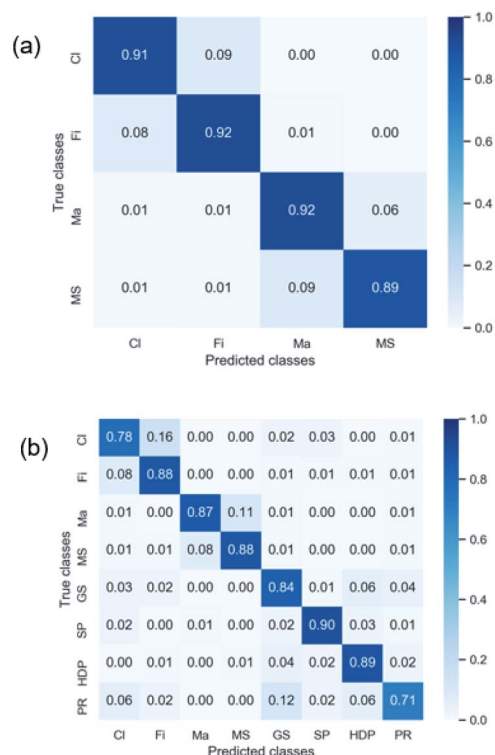 (a)
Cl 0.91 0.09 0.00 0.00 1.0
Fi 0.08 0.92 0.01 0.00 0.8
Ma 0.01 0.01 0.92 0.06 0.6
MS 0.01 0.01 0.09 0.89 0.4
0.2
0.0
True classes
Cl Fi Ma MS
Predicted classes
(b)
Cl 0.78 0.16 0.00 0.00 0.02 0.03 0.00 0.01
Fi 0.08 0.88 0.00 0.00 0.01 0.01 0.01 0.01
Ma 0.01 0.00 0.87 0.11 0.01 0.00 0.00 0.01
MS 0.01 0.01 0.08 0.88 0.01 0.00 0.00 0.01
GS 0.03 0.02 0.00 0.00 0.84 0.01 0.06 0.04
SP 0.02 0.00 0.01 0.00 0.02 0.90 0.03 0.01
HDP 0.00 0.01 0.00 0.00 0.04 0.02 0.89 0.02
PR 0.06 0.02 0.00 0.00 0.12 0.02 0.06 0.71
True classes
Cl Fi Ma MS GS SP HDP PR
Predicted classes
1.0
0.8
0.6
0.4
0.2
0.0